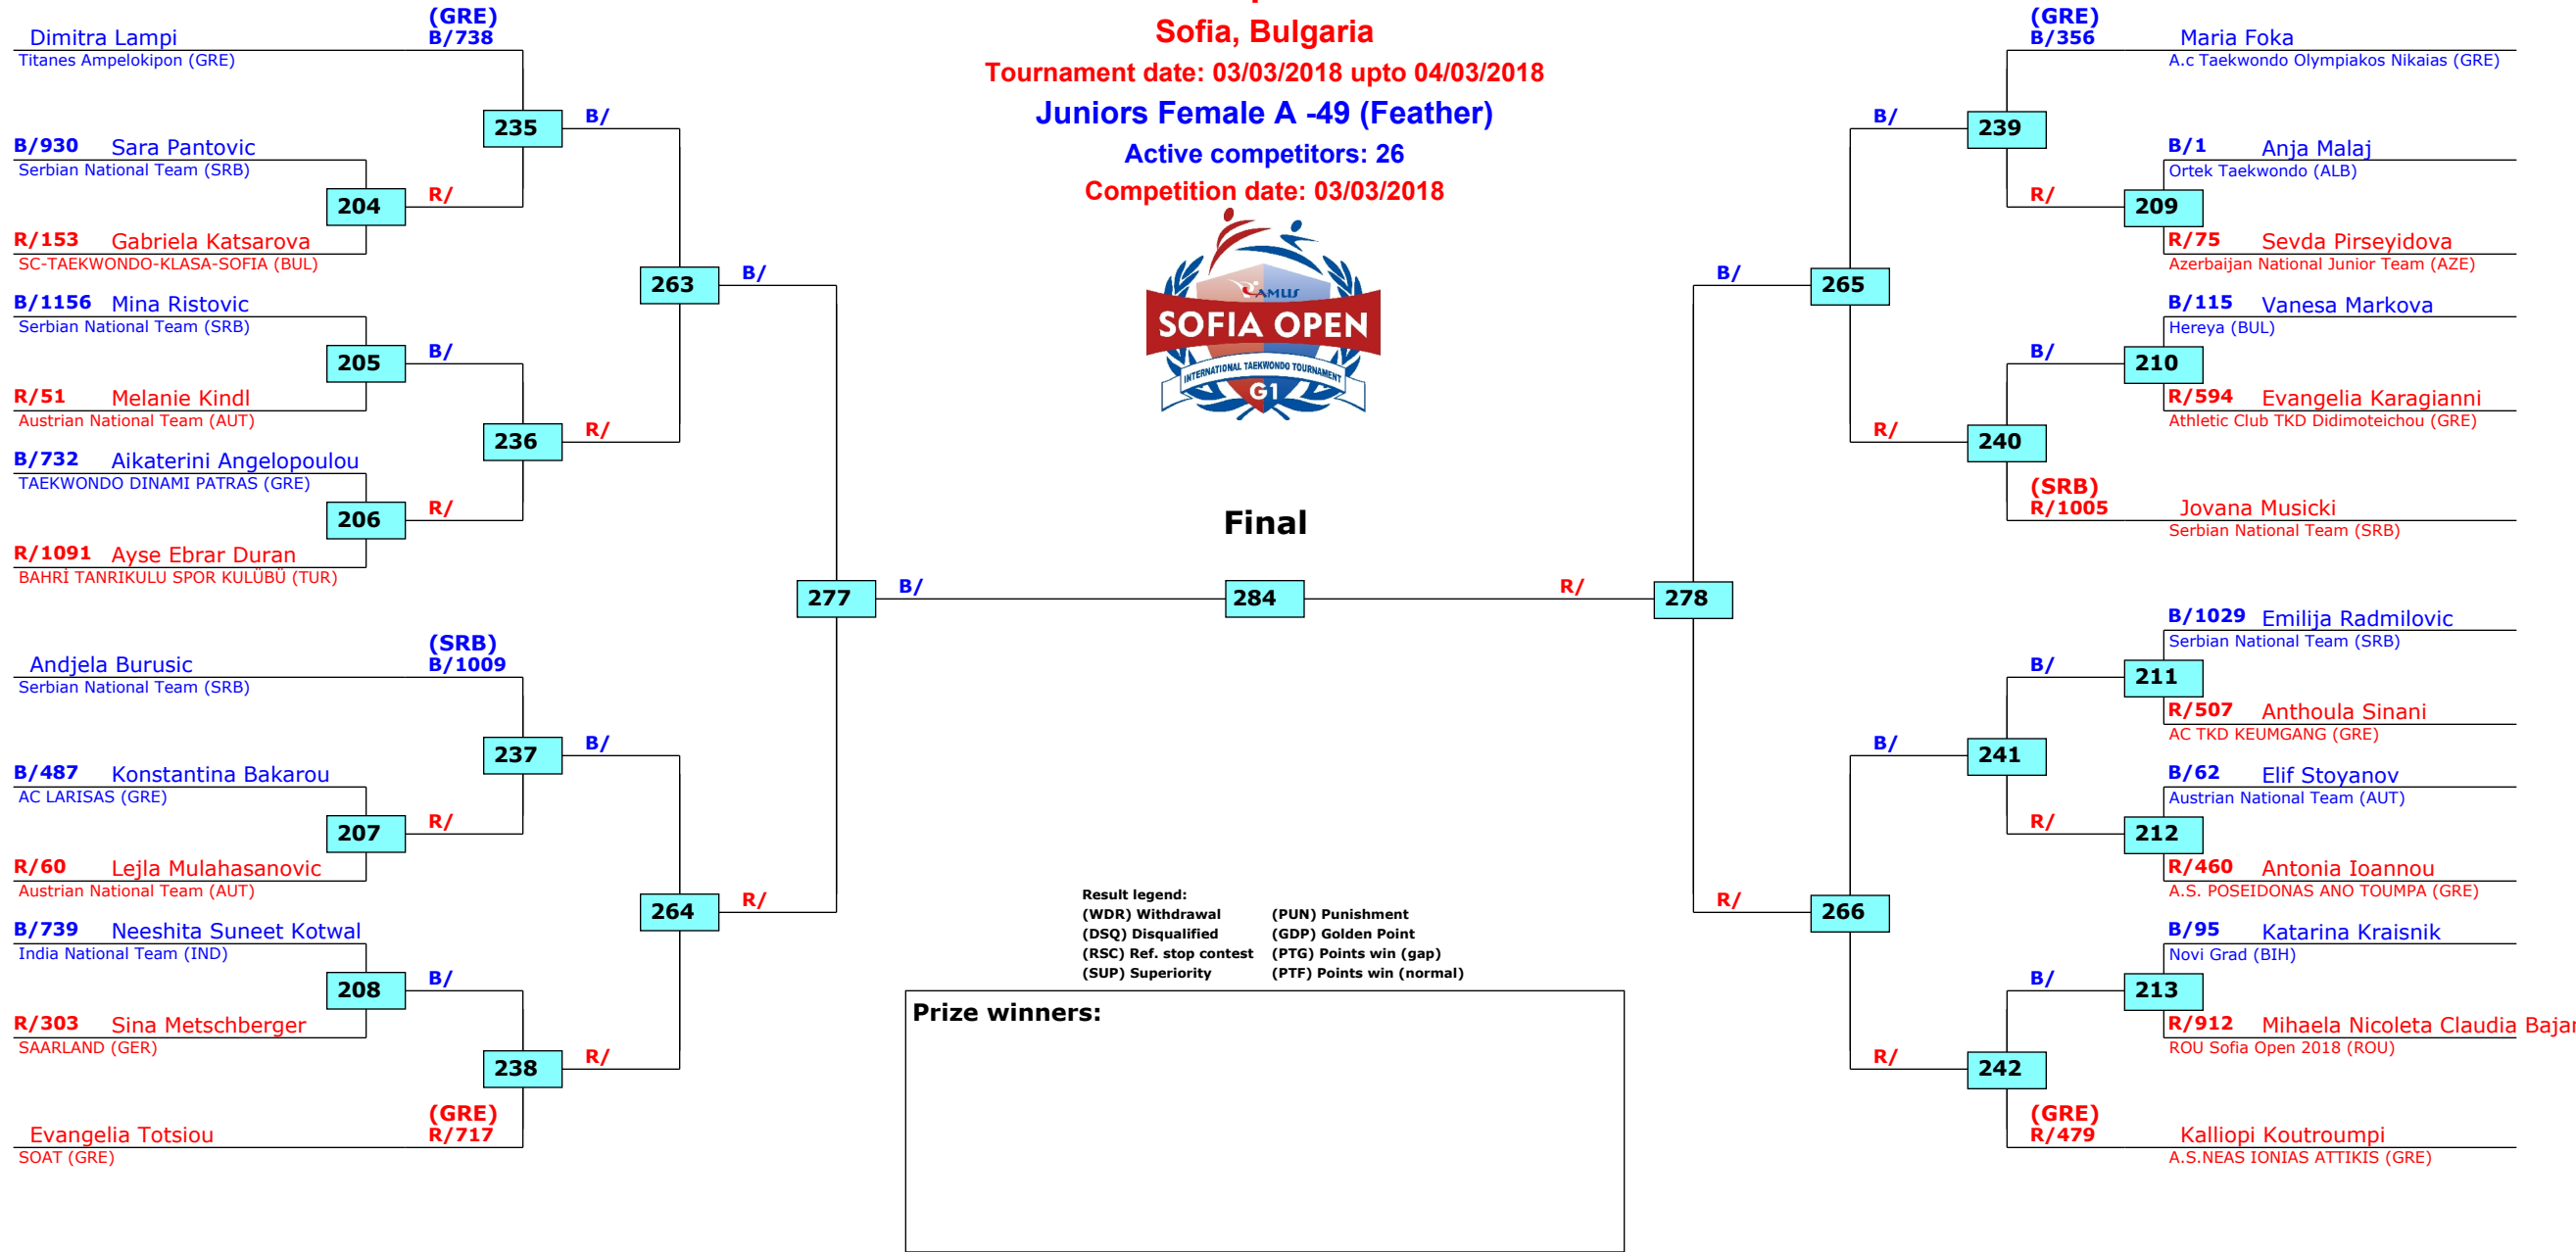 Sofia, Bulgaria
Tournament date: 03/03/2018 upto 04/03/2018
Juniors Female A -49 (Feather)
Active competitors: 26
Competition date: 03/03/2018
RAMUS
SOFIA OPEN
INTERNATIONAL TAEKWONDO TOURNAMENT
G1
(GRE)
Dimitra Lampi B/738
Titanes Ampelokipon (GRE)
235
B/
B/930 Sara Pantovic
Serbian National Team (SRB)
204
R/
R/153 Gabriela Katsarova
SC-TAEKWONDO-KLASA-SOFIA (BUL)
263
B/
B/1156 Mina Ristovic
Serbian National Team (SRB)
205
B/
R/51 Melanie Kindl
Austrian National Team (AUT)
236
R/
B/732 Aikaterini Angelopoulou
TAEKWONDO DINAMI PATRAS (GRE)
206
R/
R/1091 Ayse Ebrar Duran
BAHRİ TANRIKULU SPOR KULÜBÜ (TUR)
277
B/
(SRB)
Andjela Burusic B/1009
Serbian National Team (SRB)
237
B/
B/487 Konstantina Bakarou
AC LARISAS (GRE)
207
R/
R/60 Lejla Mulahasanovic
Austrian National Team (AUT)
264
R/
B/739 Neeshita Suneet Kotwal
India National Team (IND)
208
B/
R/303 Sina Metschberger
SAARLAND (GER)
238
R/
(GRE)
Evangelia Totsiou R/717
SOAT (GRE)
Final
284
(GRE)
B/356 Maria Foka
A.c Taekwondo Olympiakos Nikaias (GRE)
B/
239
B/1 Anja Malaj
Ortek Taekwondo (ALB)
R/
209
R/75 Sevda Pirseyidova
Azerbaijan National Junior Team (AZE)
B/
265
B/115 Vanesa Markova
Hereya (BUL)
B/
210
R/594 Evangelia Karagianni
Athletic Club TKD Didimoteichou (GRE)
R/
240
(SRB)
R/1005 Jovana Musicki
Serbian National Team (SRB)
R/
278
B/1029 Emilija Radmilovic
Serbian National Team (SRB)
B/
211
R/507 Anthoula Sinani
AC TKD KEUMGANG (GRE)
B/
241
B/62 Elif Stoyanov
Austrian National Team (AUT)
R/
212
R/460 Antonia Ioannou
A.S. POSEIDONAS ANO TOUMPA (GRE)
R/
266
B/95 Katarina Kraisnik
Novi Grad (BIH)
B/
213
R/912 Mihaela Nicoleta Claudia
ROU Sofia Open 2018 (ROU)
R/
242
(GRE)
R/479 Kalliopi Koutroumpi
A.S.NEAS IONIAS ATTIKIS (GRE)
Result legend:
(WDR) Withdrawal (PUN) Punishment
(DSQ) Disqualified (GDP) Golden Point
(RSC) Ref. stop contest (PTG) Points win (gap)
(SUP) Superiority (PTF) Points win (normal)
Prize winners: